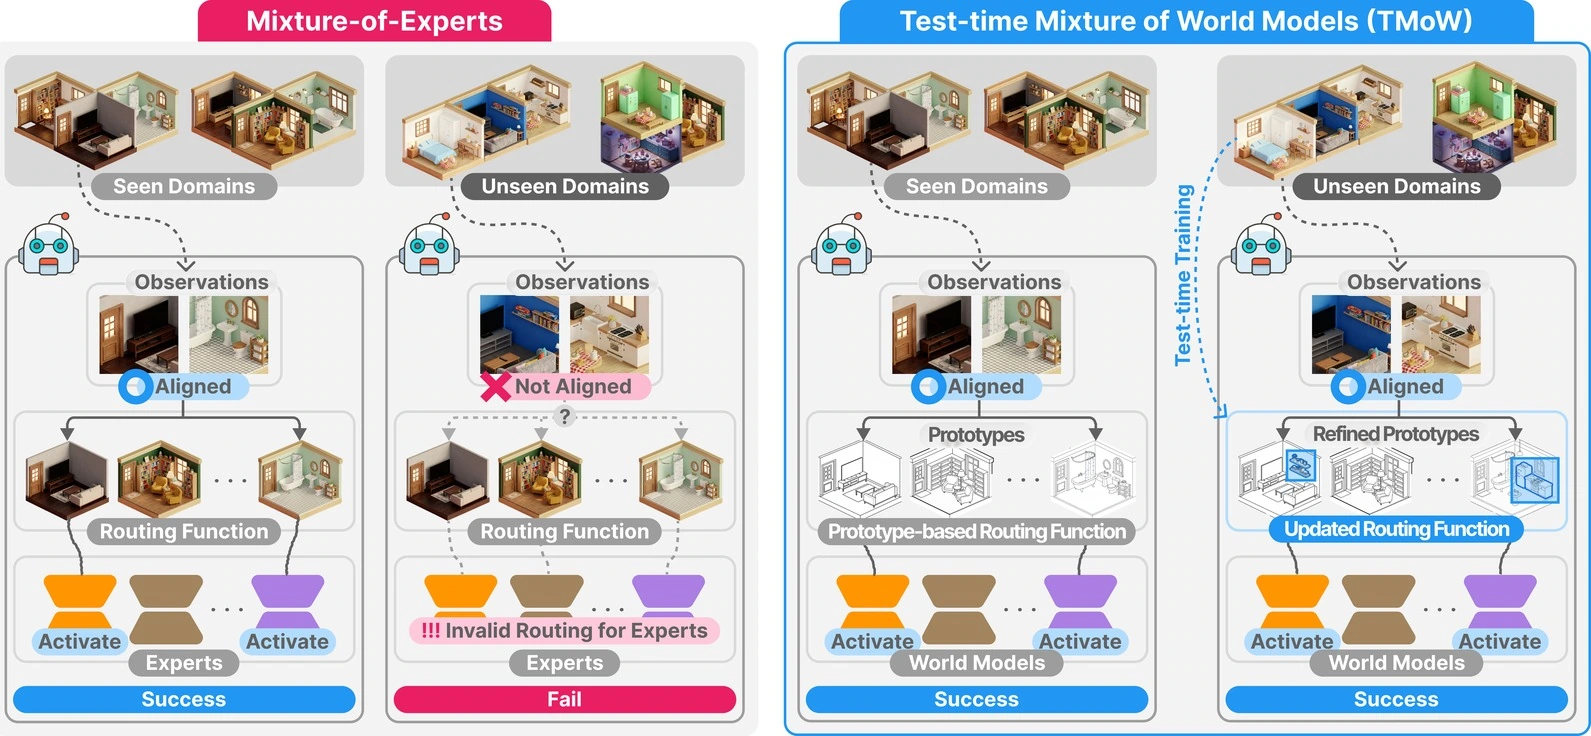 Mixture-of-Experts
Seen Domains
Observations
Aligned
Routing Function
Activate
Activate
Experts
Success
Unseen Domains
Observations
Not Aligned
?
Routing Function
!!! Invalid Routing for Experts
Experts
Fail
Test-time Mixture of World Models (TMoW)
Seen Domains
Observations
Aligned
Prototypes
Prototype-based Routing Function
Activate
Activate
World Models
Success
Test-time Training
Unseen Domains
Observations
Aligned
Refined Prototypes
Updated Routing Function
Activate
Activate
World Models
Success